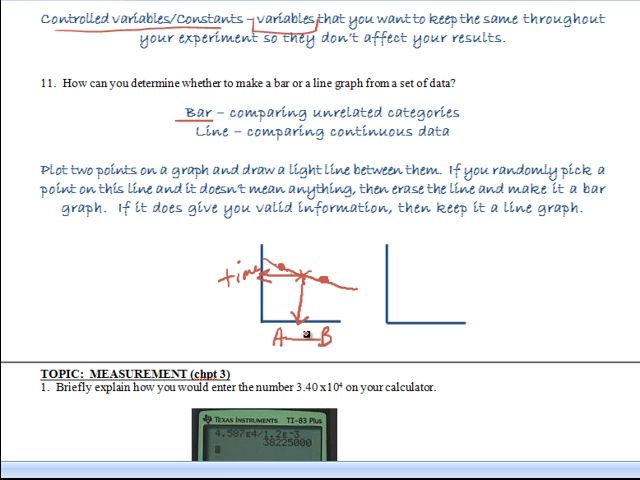 Controlled variables/Constants – variables that you want to keep the same throughout
your experiment so they don't affect your results.
11. How can you determine whether to make a bar or a line graph from a set of data?
Bar – comparing unrelated categories
Line – comparing continuous data
Plot two points on a graph and draw a light line between them. If you randomly pick a
point on this line and it doesn't mean anything, then erase the line and make it a bar
graph. If it does give you valid information, then keep it a line graph.
time
A B
TOPIC: MEASUREMENT (chpt 3)
1. Briefly explain how you would enter the number 3.40 x10⁴ on your calculator.
TEXAS INSTRUMENTS TI-83 Plus
4.587E4/1.2E-3
38225000